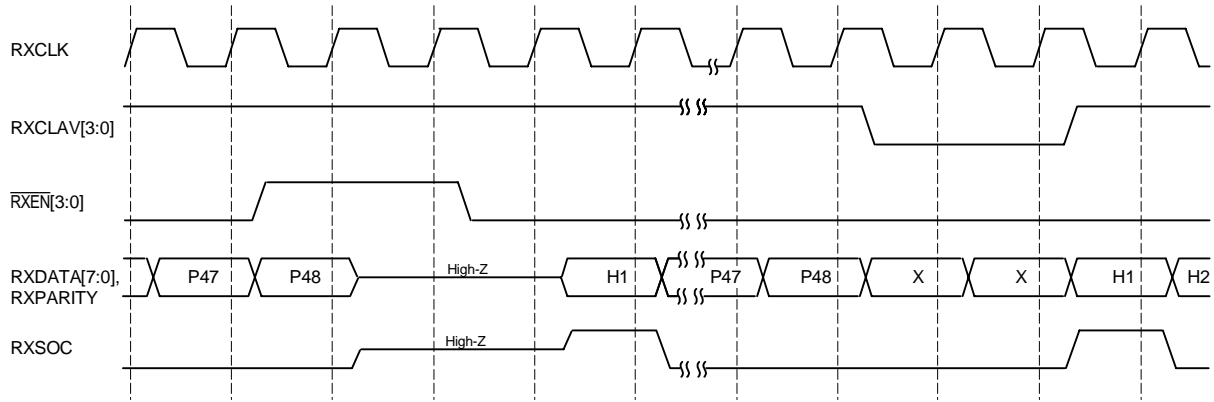 RXCLK
RXCLAV[3:0]
RXEN[3:0]
RXDATA[7:0],
RXPARITY
P47 P48 High-Z H1 P47 P48 X X H1 H2
RXSOC
High-Z